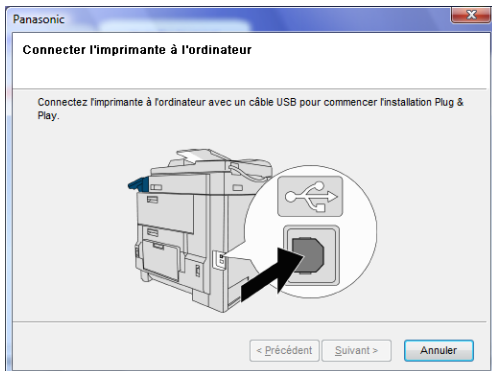 Panasonic
Connecter l'imprimante à l'ordinateur
Connectez l'imprimante à l'ordinateur avec un câble USB pour commencer l'installation Plug &
Play.
< Précédent Suivant > Annuler